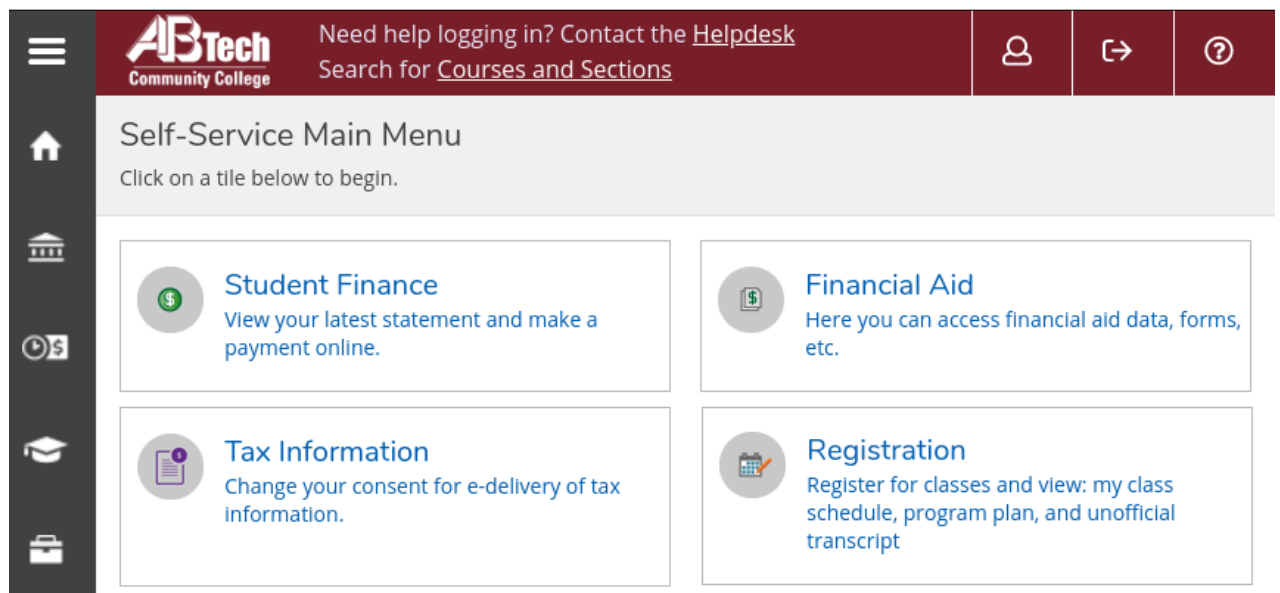 ABTech
Community College
Need help logging in? Contact the Helpdesk
Search for Courses and Sections
Self-Service Main Menu
Click on a tile below to begin.
Student Finance
View your latest statement and make a
payment online.
Financial Aid
Here you can access financial aid data, forms,
etc.
Tax Information
Change your consent for e-delivery of tax
information.
Registration
Register for classes and view: my class
schedule, program plan, and unofficial
transcript